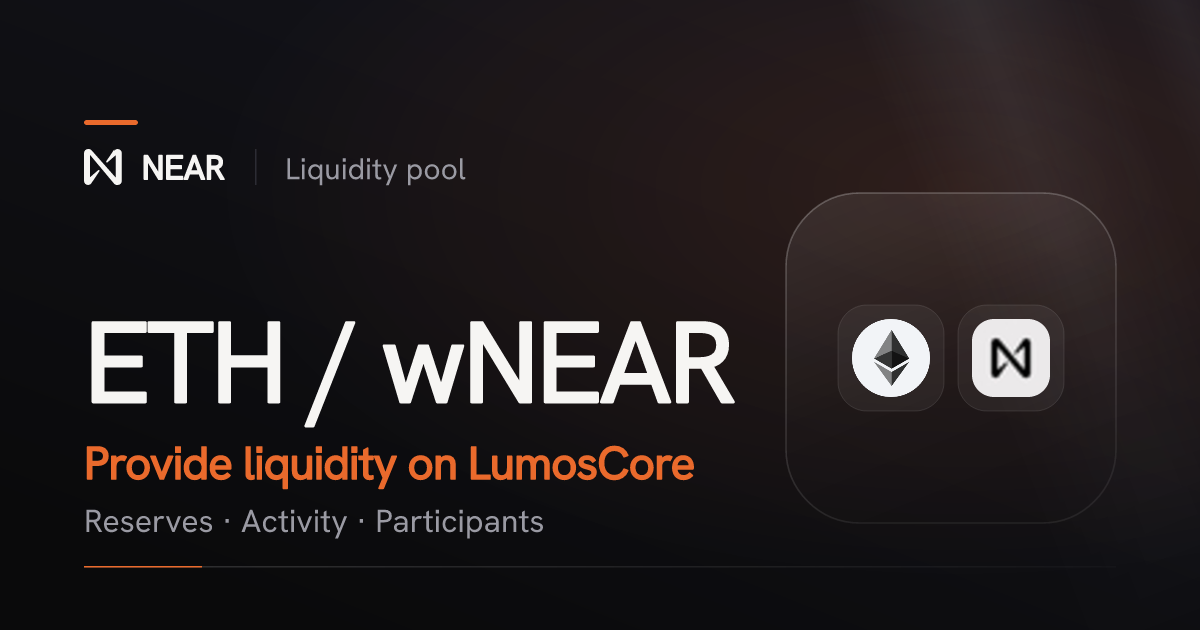 NEAR Liquidity pool
ETH / wNEAR
Provide liquidity on LumosCore
Reserves · Activity · Participants